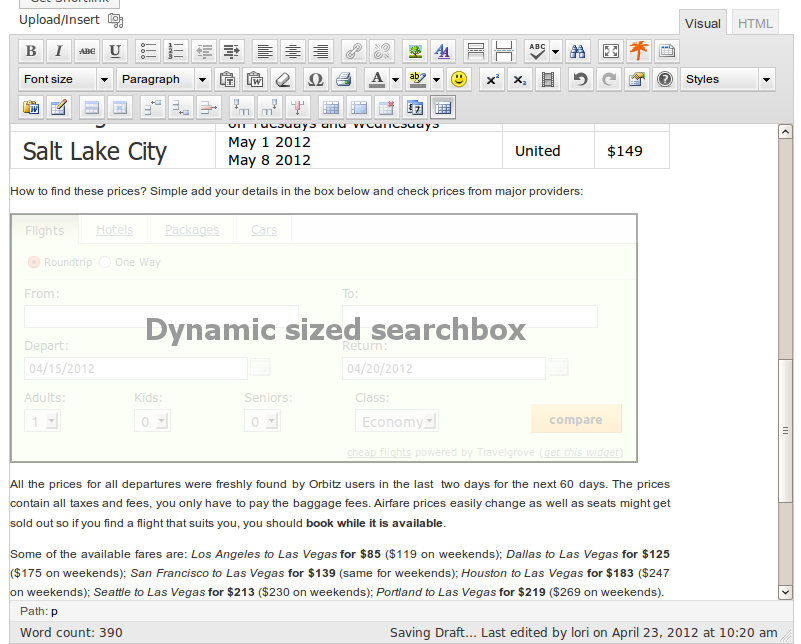 Get Shortlink
Upload/Insert
Visual HTML
B I ABC U ABC
Font size Paragraph Ω A ab x² x₂ Styles
on Tuesdays and Wednesdays
Salt Lake City May 1 2012 United $149
May 8 2012
How to find these prices? Simple add your details in the box below and check prices from major providers:
Flights Hotels Packages Cars
Roundtrip One Way
From: To:
Dynamic sized searchbox
Depart: Return:
04/15/2012 04/20/2012
Adults: Kids: Seniors: Class:
1 0 0 Economy compare
cheap flights powered by Travelgrove (get this widget)
All the prices for all departures were freshly found by Orbitz users in the last two days for the next 60 days. The prices
contain all taxes and fees, you only have to pay the baggage fees. Airfare prices easily change as well as seats might get
sold out so if you find a flight that suits you, you should book while it is available.
Some of the available fares are: Los Angeles to Las Vegas for $85 ($119 on weekends); Dallas to Las Vegas for $125
($175 on weekends); San Francisco to Las Vegas for $139 (same for weekends); Houston to Las Vegas for $183 ($247
on weekends); Seattle to Las Vegas for $213 ($230 on weekends); Portland to Las Vegas for $219 ($269 on weekends).
Path: p
Word count: 390 Saving Draft... Last edited by lori on April 23, 2012 at 10:20 am